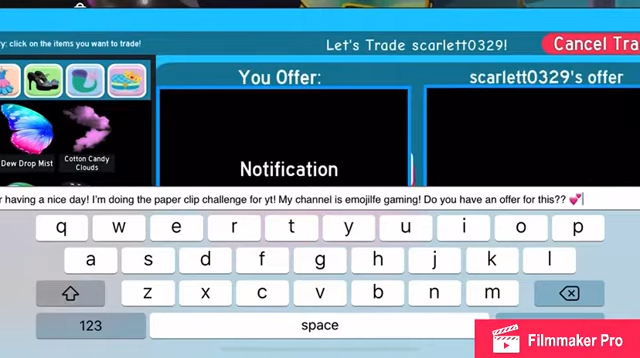 y: click on the items you want to trade!
Let's Trade scarlett0329!
Cancel Tra
You Offer:
scarlett0329's offer
Dew Drop Mist
Cotton Candy
Clouds
Notification
r having a nice day! I'm doing the paper clip challenge for yt! My channel is emojilfe gaming! Do you have an offer for this?? 💕
q w e r t y u i o p
a s d f g h j k l
z x c v b n m
123
space
Filmmaker Pro